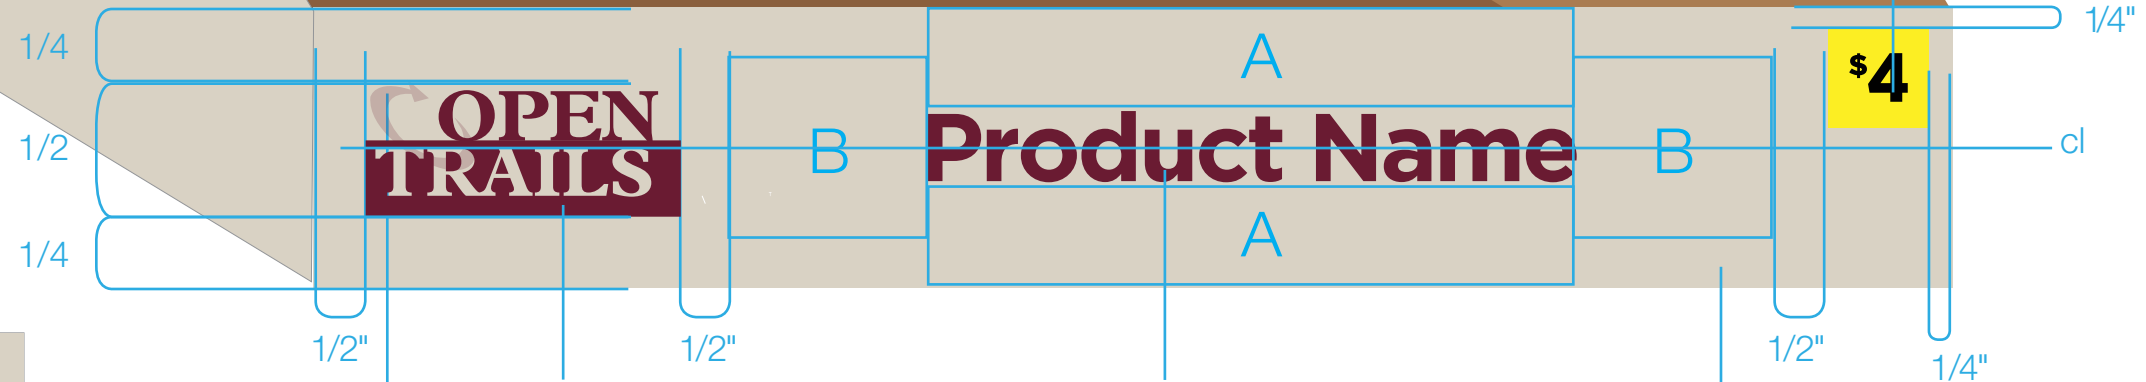 1/4
1/2
1/4
OPEN
TRAILS
1/2"
1/2"
B
A
Product Name
A
B
1/2"
$4
1/4"
cl
1/4"